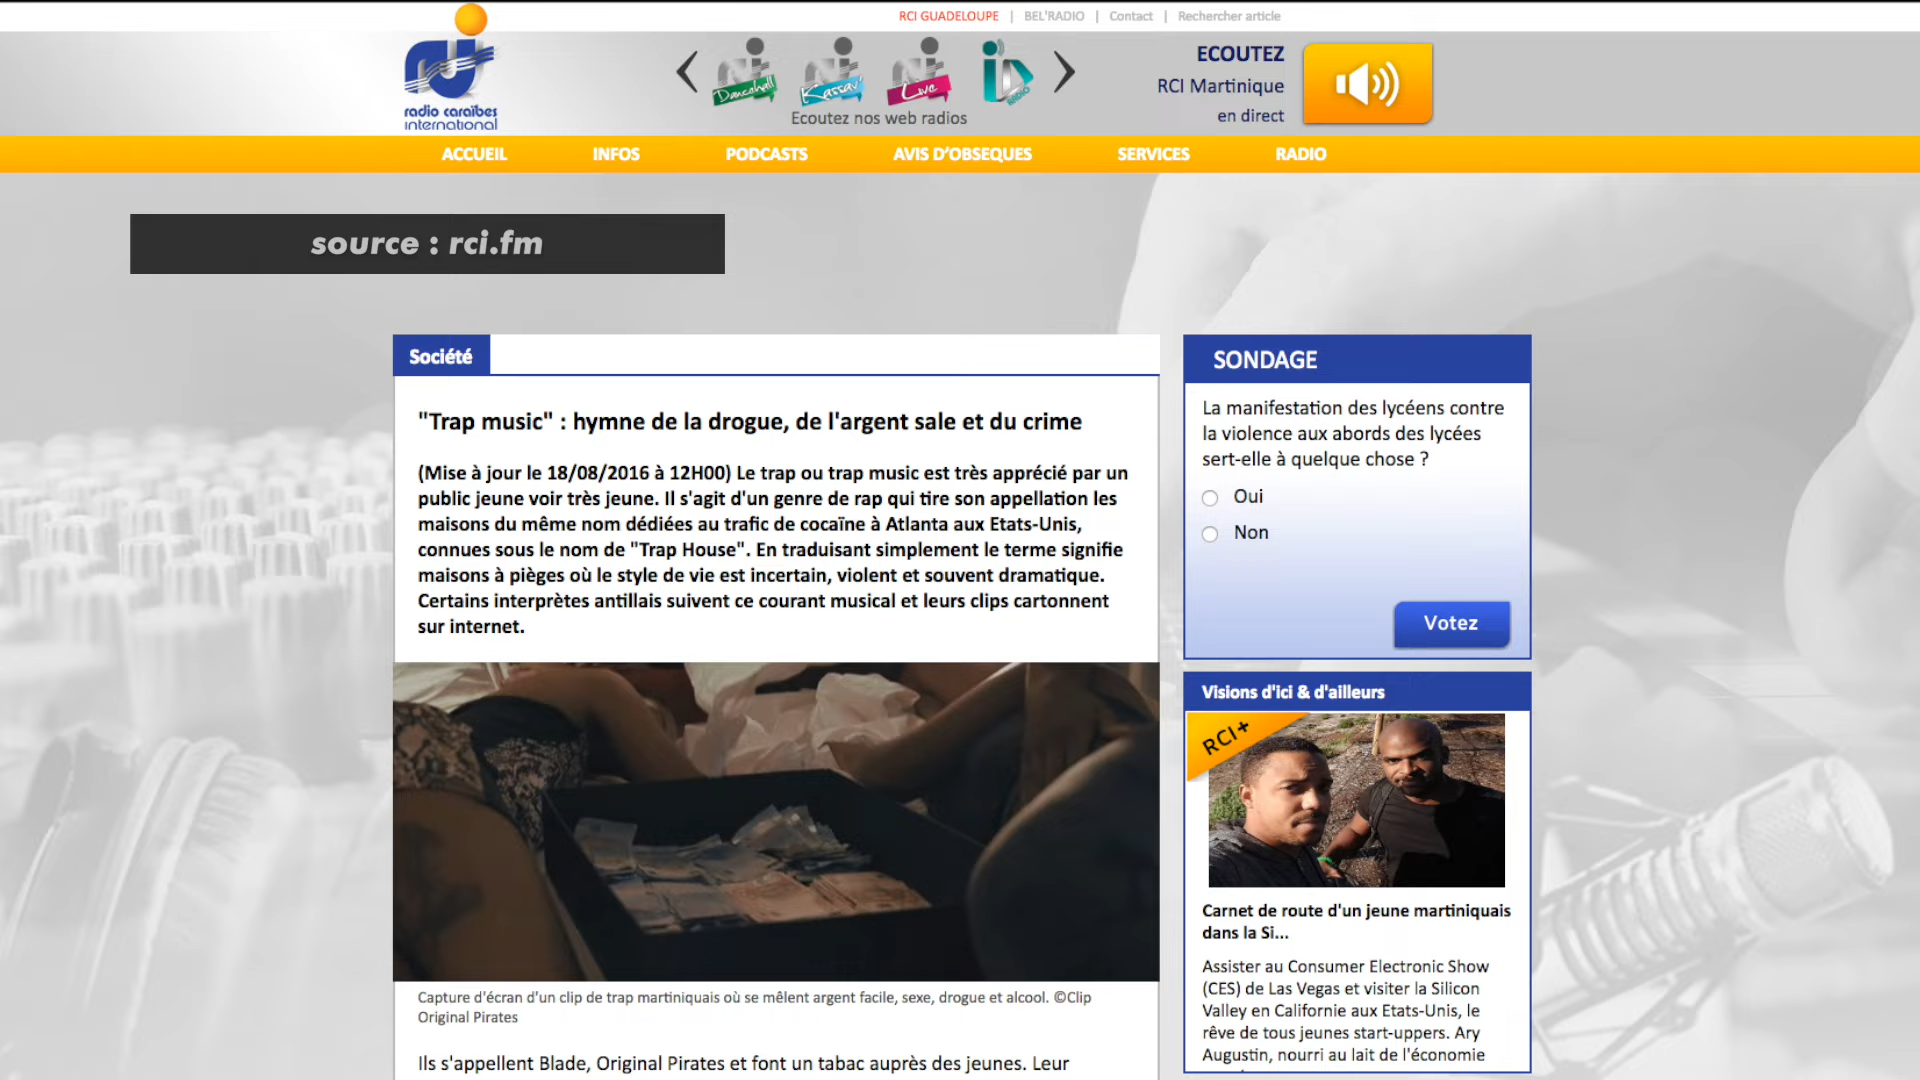 RCI GUADELOUPE | BEL'RADIO | Contact | Rechercher article
radio caraïbes
international
Dancehall
Kassav'
Live
RADIO
Ecoutez nos web radios
ECOUTEZ
RCI Martinique
en direct
ACCUEIL INFOS PODCASTS AVIS D'OBSEQUES SERVICES RADIO
source : rci.fm
Société
"Trap music" : hymne de la drogue, de l'argent sale et du crime
(Mise à jour le 18/08/2016 à 12H00) Le trap ou trap music est très apprécié par un
public jeune voir très jeune. Il s'agit d'un genre de rap qui tire son appellation les
maisons du même nom dédiées au trafic de cocaïne à Atlanta aux Etats-Unis,
connues sous le nom de "Trap House". En traduisant simplement le terme signifie
maisons à pièges où le style de vie est incertain, violent et souvent dramatique.
Certains interprètes antillais suivent ce courant musical et leurs clips cartonnent
sur internet.
Capture d'écran d'un clip de trap martiniquais où se mêlent argent facile, sexe, drogue et alcool. ©Clip
Original Pirates
Ils s'appellent Blade, Original Pirates et font un tabac auprès des jeunes. Leur
SONDAGE
La manifestation des lycéens contre
la violence aux abords des lycées
sert-elle à quelque chose ?
Oui
Non
Votez
Visions d'ici & d'ailleurs
RCI+
Carnet de route d'un jeune martiniquais
dans la Si...
Assister au Consumer Electronic Show
(CES) de Las Vegas et visiter la Silicon
Valley en Californie aux Etats-Unis, le
rêve de tous jeunes start-uppers. Ary
Augustin, nourri au lait de l'économie